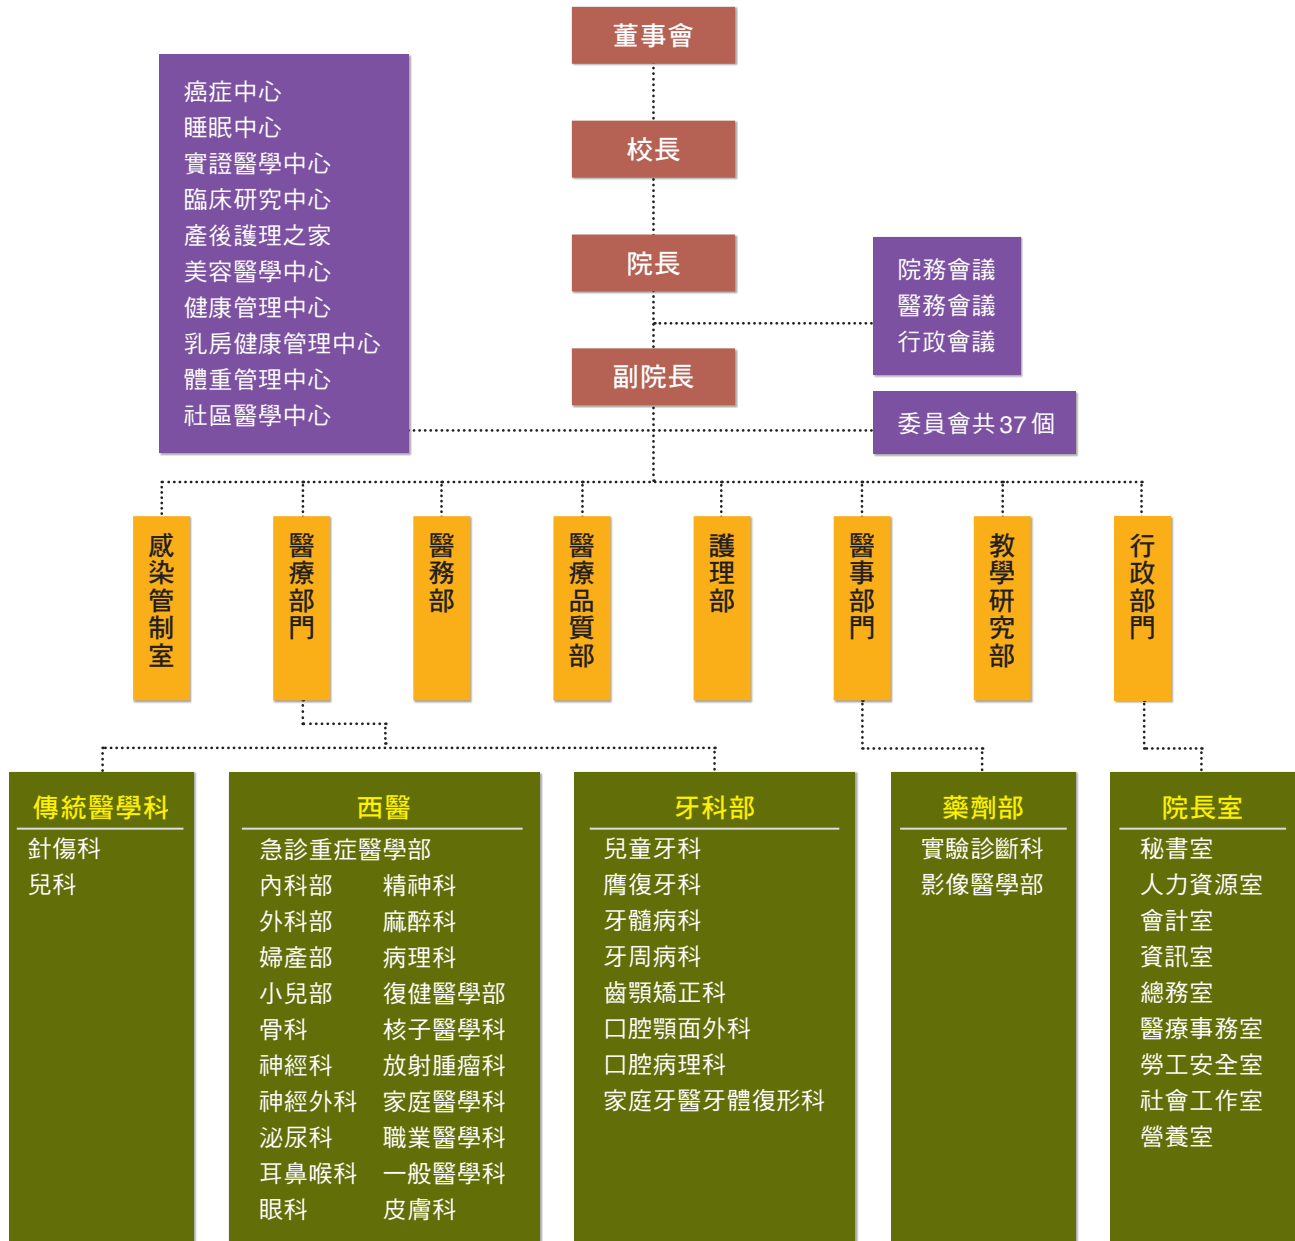 董事會
校長
院長
副院長
癌症中心
睡眠中心
實證醫學中心
臨床研究中心
產後護理之家
美容醫學中心
健康管理中心
乳房健康管理中心
體重管理中心
社區醫學中心
院務會議
醫務會議
行政會議
委員會共37個
感染管制室
醫療部門
醫務部
醫療品質部
護理部
醫事部門
教學研究部
行政部門
傳統醫學科
針傷科
兒科
西醫
急診重症醫學部
內科部
外科部
婦產部
小兒部
骨科
神經科
神經外科
泌尿科
耳鼻喉科
眼科
精神科
麻醉科
病理科
復健醫學部
核子醫學科
放射腫瘤科
家庭醫學科
職業醫學科
一般醫學科
皮膚科
牙科部
兒童牙科
膺復牙科
牙髓病科
牙周病科
齒顎矯正科
口腔顎面外科
口腔病理科
家庭牙醫牙體復形科
藥劑部
實驗診斷科
影像醫學部
院長室
秘書室
人力資源室
會計室
資訊室
總務室
醫療事務室
勞工安全室
社會工作室
營養室